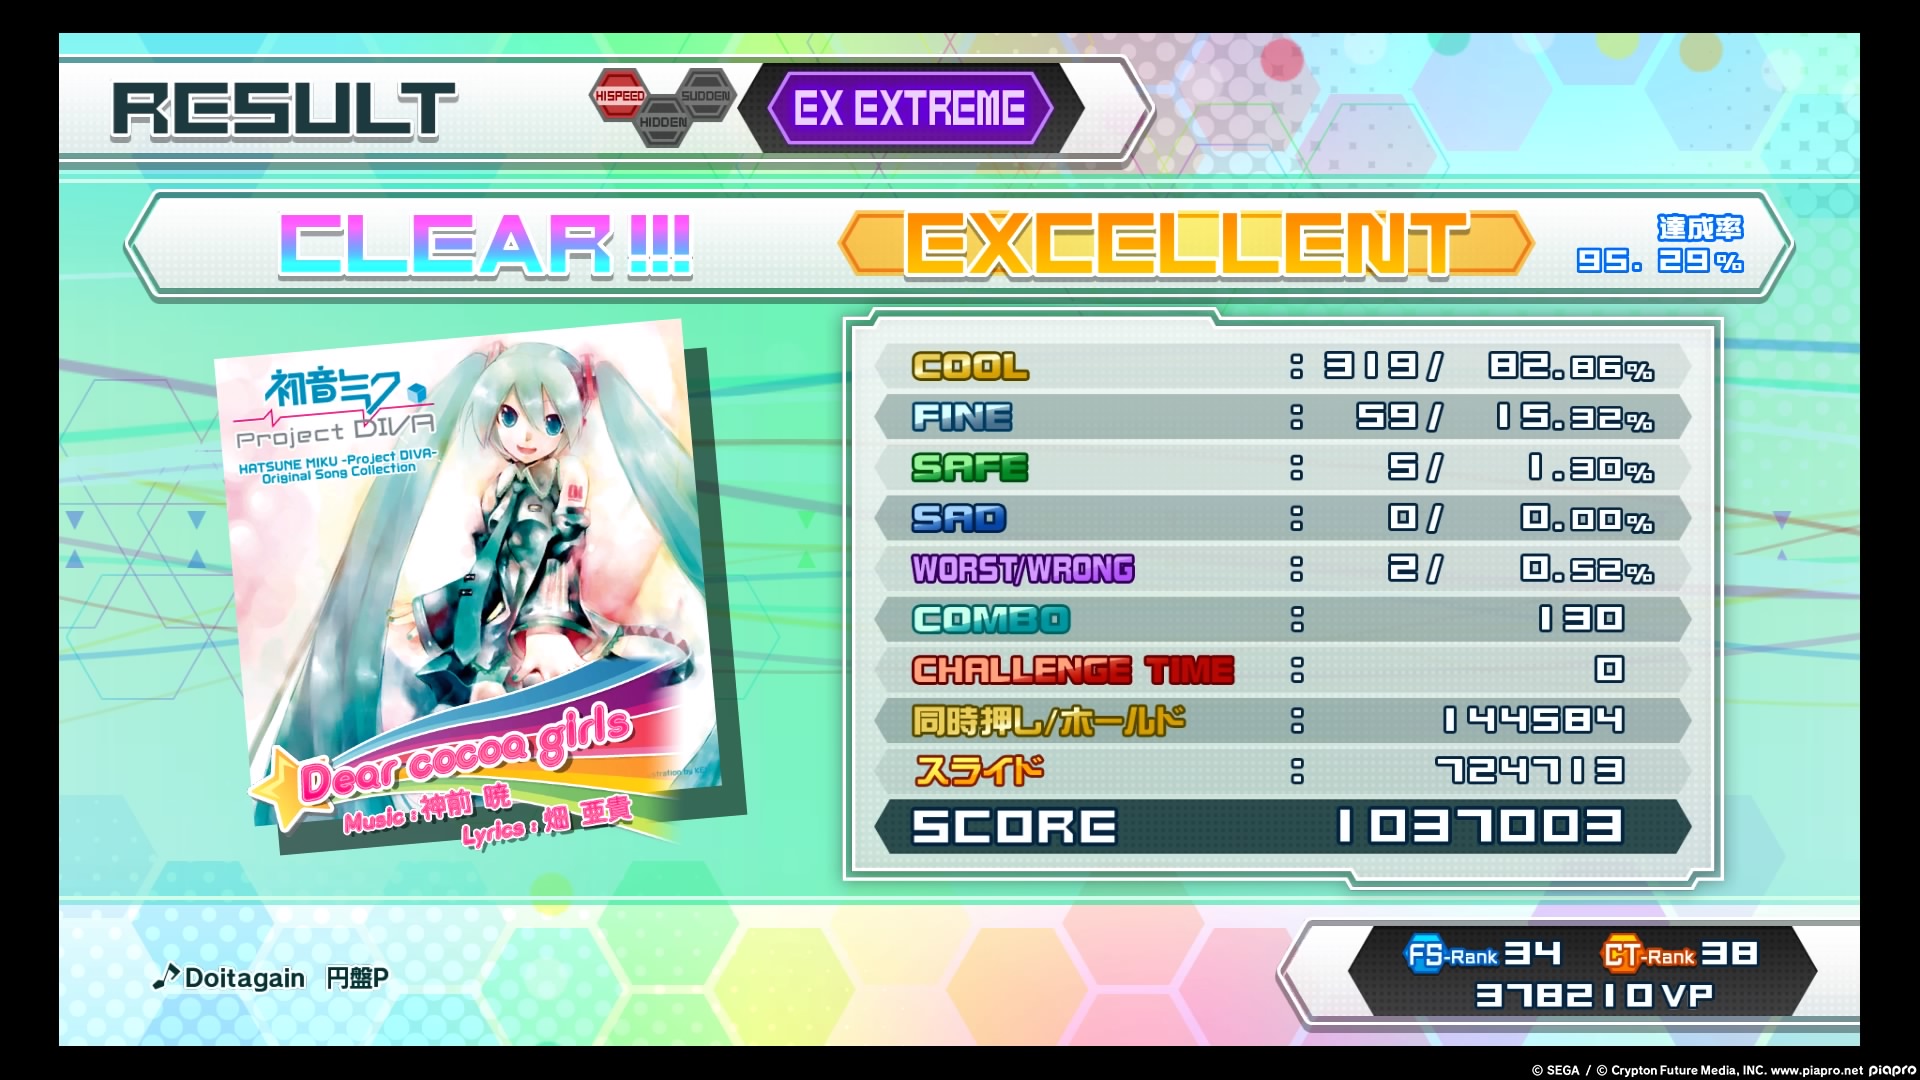 RESULT
HISPEED
SUDDEN
HIDDEN
EX EXTREME
CLEAR!!!
EXCELLENT
達成率
95.29%
初音ミク
Project DIVA
HATSUNE MIKU -Project DIVA-
Original Song Collection
01
Dear cocoa girls
Music:神前 暁
Lyrics:畑 亜貴
COOL : 319/ 82.86%
FINE : 59/ 15.32%
SAFE : 5/ 1.30%
SAD : 0/ 0.00%
WORST/WRONG : 2/ 0.52%
COMBO : 130
CHALLENGE TIME : 0
同時押し/ホールド : 144584
スライド : 724713
SCORE 1037003
♪Doitagain 円盤P
FS-Rank 34 CT-Rank 38
378210VP
© SEGA / © Crypton Future Media, INC. www.piapro.net piapro